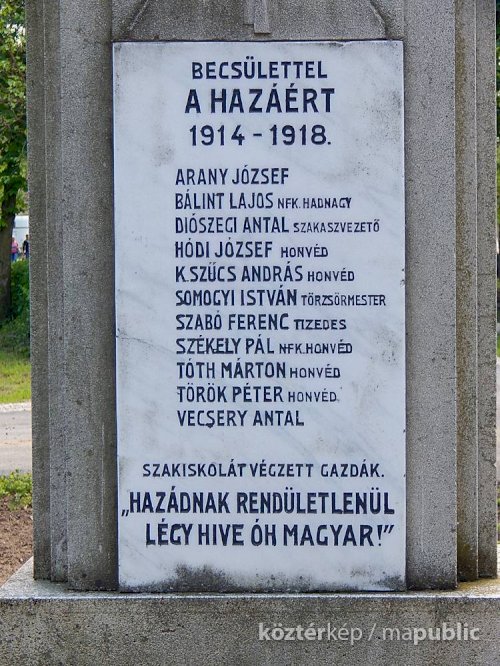 BECSÜLETTEL
A HAZÁÉRT
1914 - 1918.
ARANY JÓZSEF
BÁLINT LAJOS NFK. HADNAGY
DIÓSZEGI ANTAL SZAKASZVEZETŐ
HÓDI JÓZSEF HONVÉD
K. SZŰCS ANDRÁS HONVÉD
SOMOGYI ISTVÁN TÖRZSŐRMESTER
SZABÓ FERENC TIZEDES
SZÉKELY PÁL NFK. HONVÉD
TÓTH MÁRTON HONVÉD
TÖRÖK PÉTER HONVÉD
VECSERY ANTAL
SZAKISKOLÁT VÉGZETT GAZDÁK.
„HAZÁDNAK RENDÜLETLENÜL
LÉGY HIVE ÓH MAGYAR!”
köztérkép / mapublic